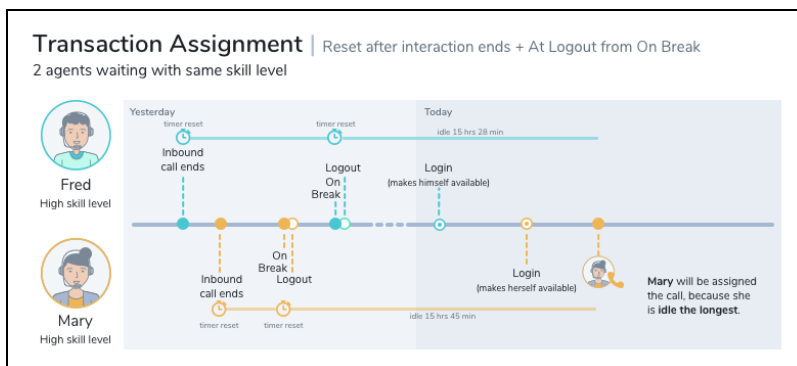 Transaction Assignment | Reset after interaction ends + At Logout from On Break
2 agents waiting with same skill level
Yesterday
Today
timer reset
timer reset
idle 15 hrs 28 min
Inbound
call ends
Logout
On
Break
Login
(makes himself available)
Fred
High skill level
On
Break
Inbound
call ends
Logout
Login
(makes herself available)
Mary will be assigned
the call, because she
is idle the longest.
timer reset
timer reset
idle 15 hrs 45 min
Mary
High skill level